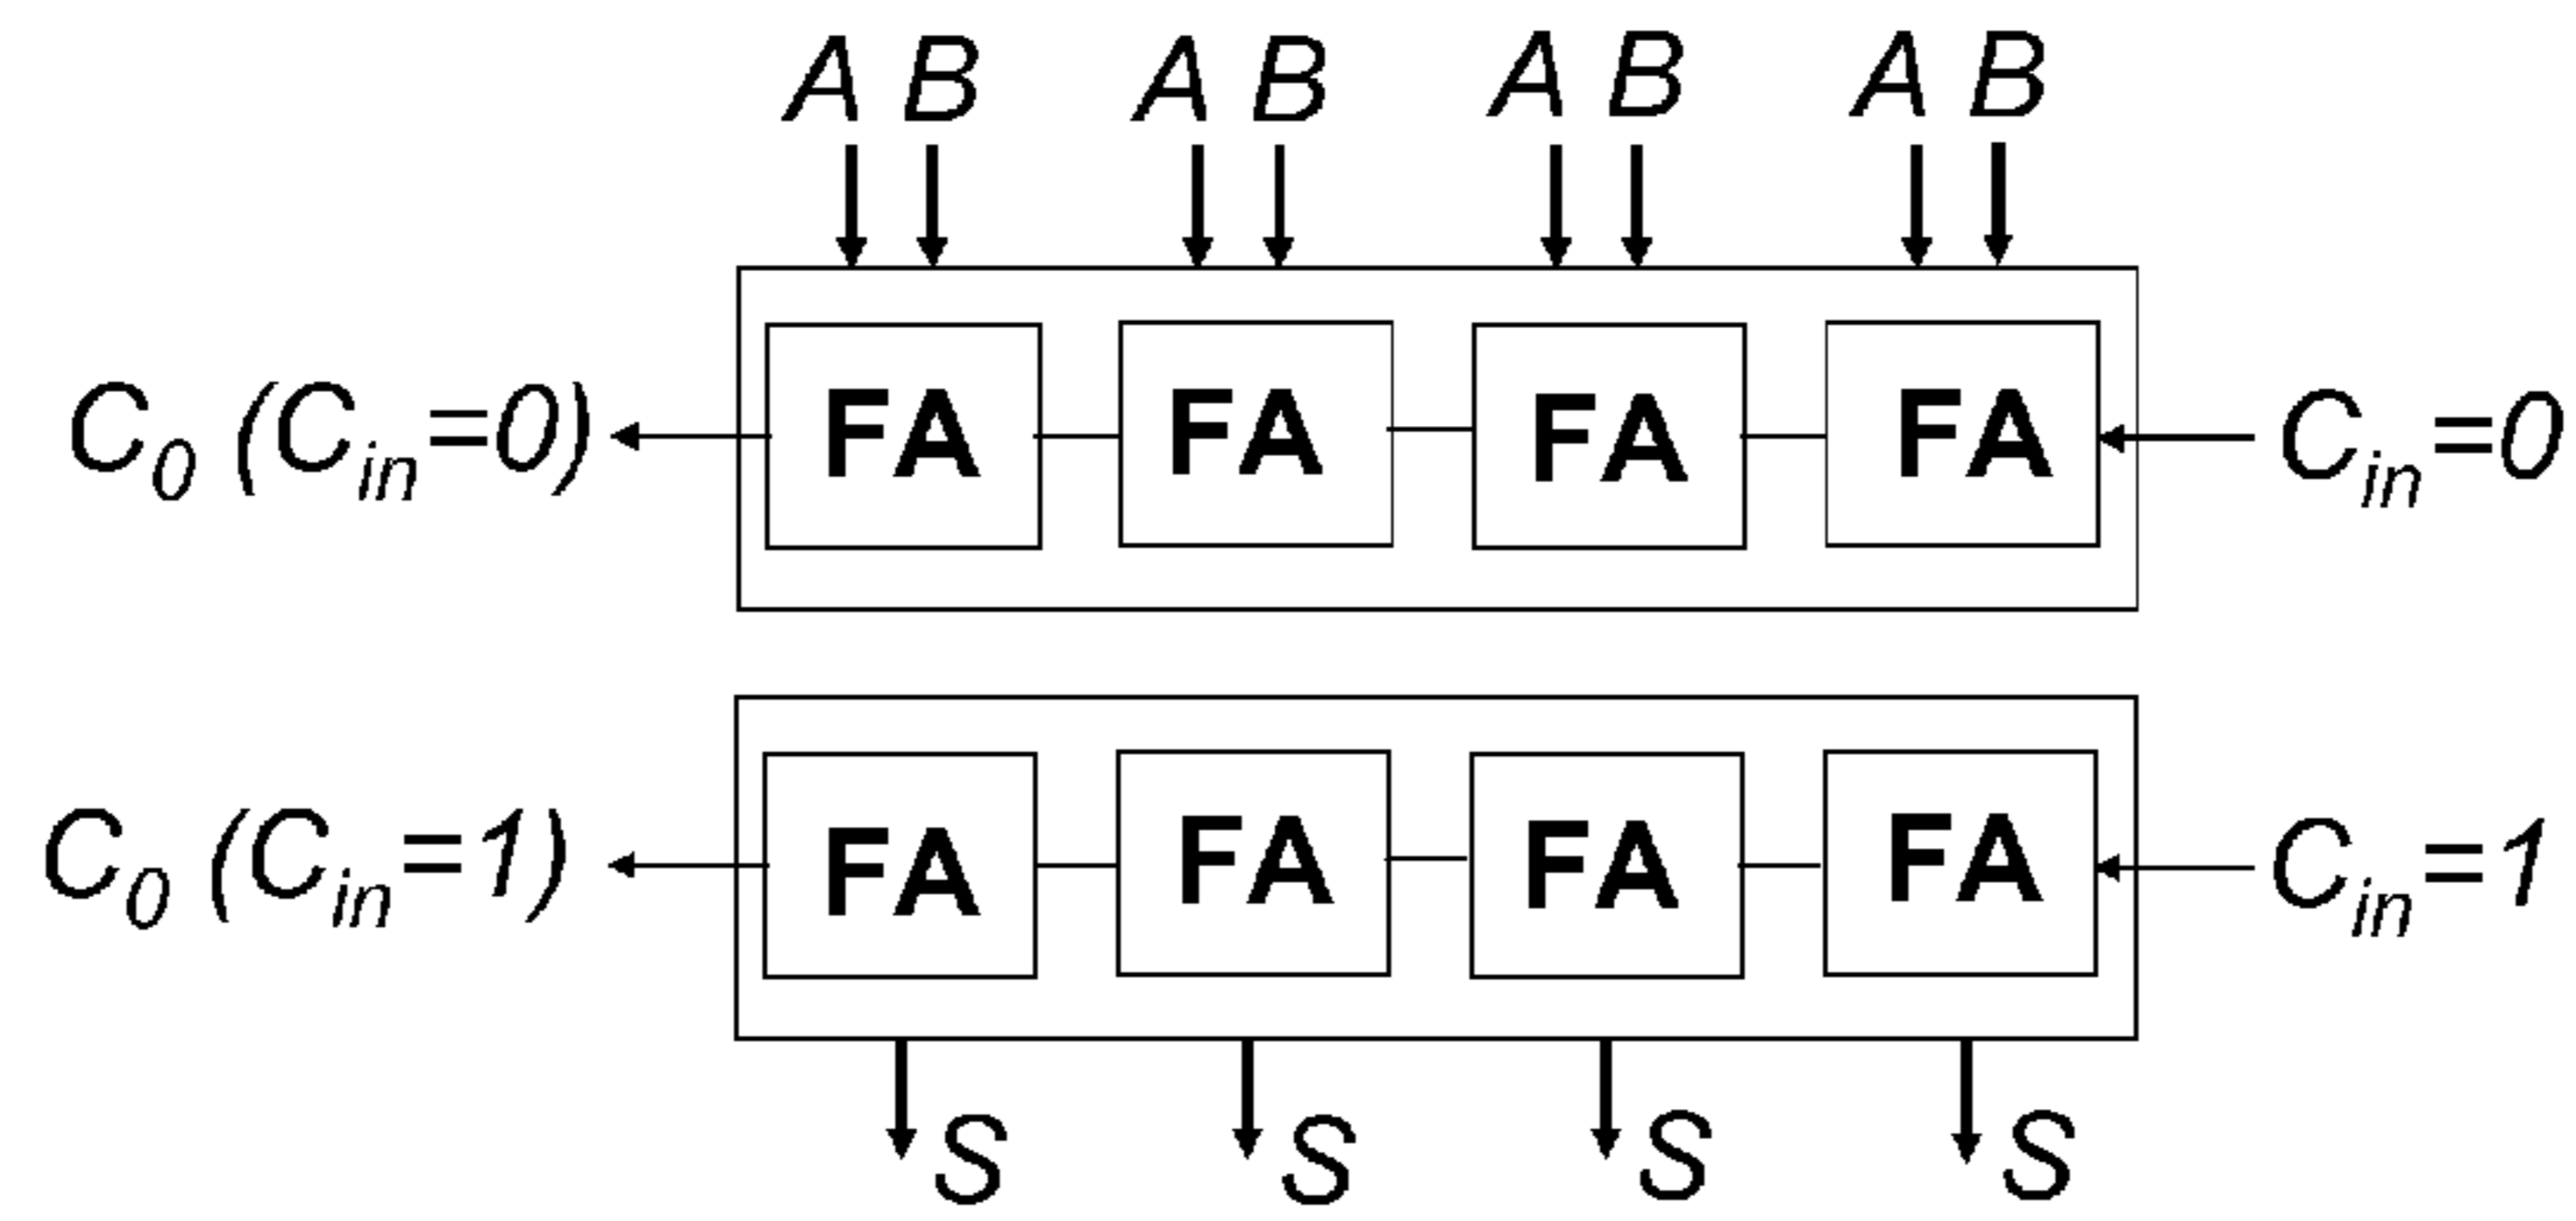 A B A B A B A B
C₀ (Cᵢₙ=0) FA FA FA FA Cᵢₙ=0
C₀ (Cᵢₙ=1) FA FA FA FA Cᵢₙ=1
S S S S